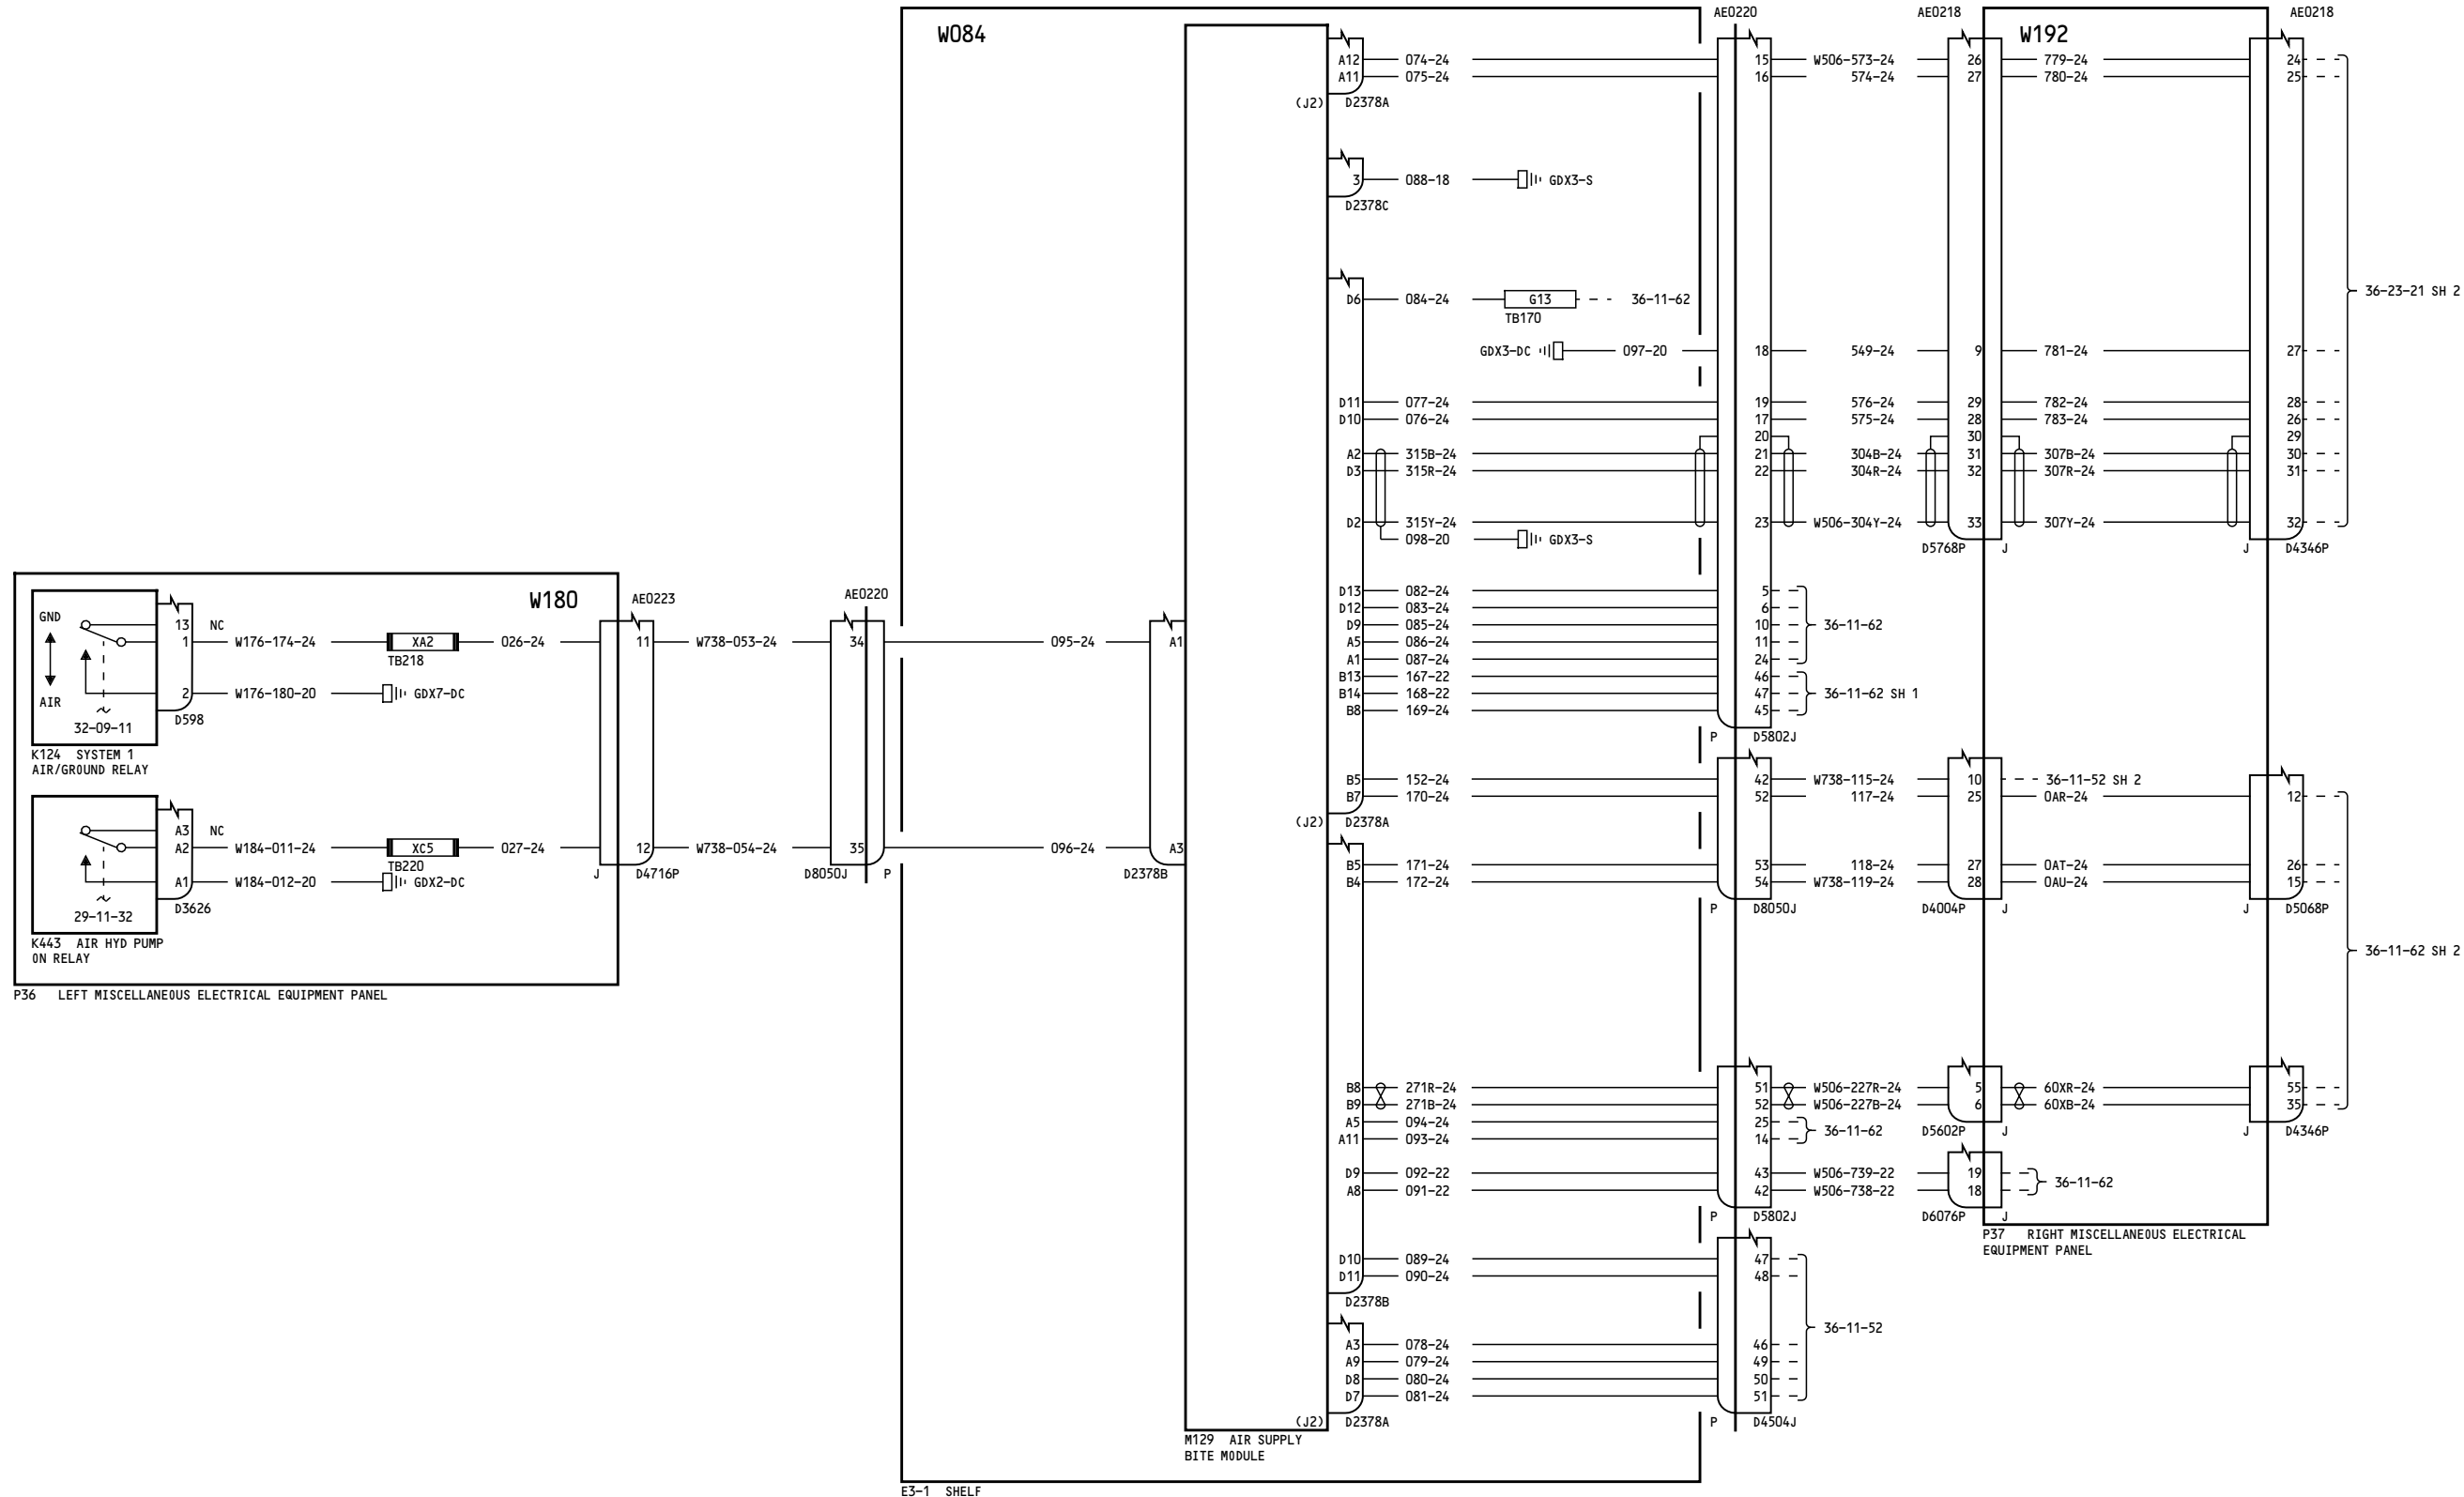 AE0220 AE0218 AE0218
W084 W192
A12 074-24 15 W506-573-24 26 779-24 24
A11 075-24 16 574-24 27 780-24 25
(J2) D2378A
3 088-18 GDX3-S
D2378C
D6 084-24 G13 36-11-62
TB170
36-23-21 SH 2
GDX3-DC 097-20 18 549-24 9 781-24 27
D11 077-24 19 576-24 29 782-24 28
D10 076-24 17 575-24 28 783-24 26
20 30 29
A2 315B-24 21 304B-24 31 307B-24 30
D3 315R-24 22 304R-24 32 307R-24 31
D2 315Y-24 23 W506-304Y-24 33 307Y-24 32
098-20 GDX3-S
D5768P J J D4346P
W180 AE0223 AE0220
D13 082-24 5
D12 083-24 6
D9 085-24 10 36-11-62
A5 086-24 11
A1 087-24 24
B13 167-22 46
B14 168-22 47 36-11-62 SH 1
B8 169-24 45
P D5802J
GND
13 NC
1 W176-174-24 XA2 026-24 11 W738-053-24 34 095-24 A1
TB218
2 W176-180-20 GDX7-DC
AIR
D598
32-09-11
K124 SYSTEM 1
AIR/GROUND RELAY
A3 NC
A2 W184-011-24 XC5 027-24 12 W738-054-24 35 096-24 A3
TB220
A1 W184-012-20 GDX2-DC
J D4716P D8050J P D2378B
D3626
29-11-32
K443 AIR HYD PUMP
ON RELAY
P36 LEFT MISCELLANEOUS ELECTRICAL EQUIPMENT PANEL
B5 152-24 42 W738-115-24 10 36-11-52 SH 2
B7 170-24 52 117-24 25 0AR-24 12
(J2) D2378A
B5 171-24 53 118-24 27 0AT-24 26
B4 172-24 54 W738-119-24 28 0AU-24 15
P D8050J D4004P J J D5068P
36-11-62 SH 2
B8 271R-24 51 W506-227R-24 5 60XR-24 55
B9 271B-24 52 W506-227B-24 6 60XB-24 35
A5 094-24 25 36-11-62
A11 093-24 14
D5602P J J D4346P
D9 092-22 43 W506-739-22 19
A8 091-22 42 W506-738-22 18 36-11-62
P D5802J D6076P J
P37 RIGHT MISCELLANEOUS ELECTRICAL
EQUIPMENT PANEL
D10 089-24 47
D11 090-24 48
D2378B
36-11-52
A3 078-24 46
A9 079-24 49
D8 080-24 50
D7 081-24 51
(J2) D2378A P D4504J
M129 AIR SUPPLY
BITE MODULE
E3-1 SHELF